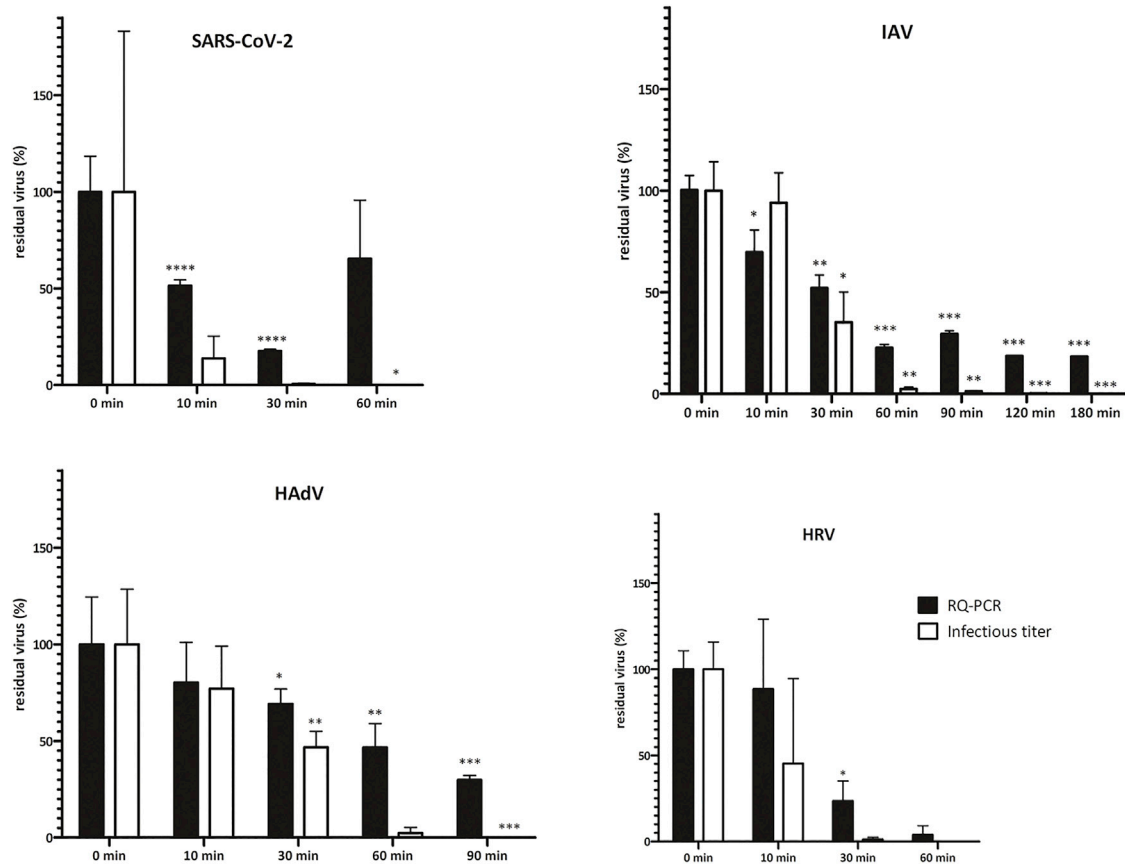 SARS-CoV-2
residual virus (%)
150
100
50
0
****
****
*
0 min 10 min 30 min 60 min
IAV
residual virus (%)
150
100
50
0
*
**
*
***
**
***
**
***
***
***
***
0 min 10 min 30 min 60 min 90 min 120 min 180 min
HAdV
residual virus (%)
150
100
50
0
*
**
**
***
***
0 min 10 min 30 min 60 min 90 min
HRV
RQ-PCR
Infectious titer
residual virus (%)
150
100
50
0
*
0 min 10 min 30 min 60 min